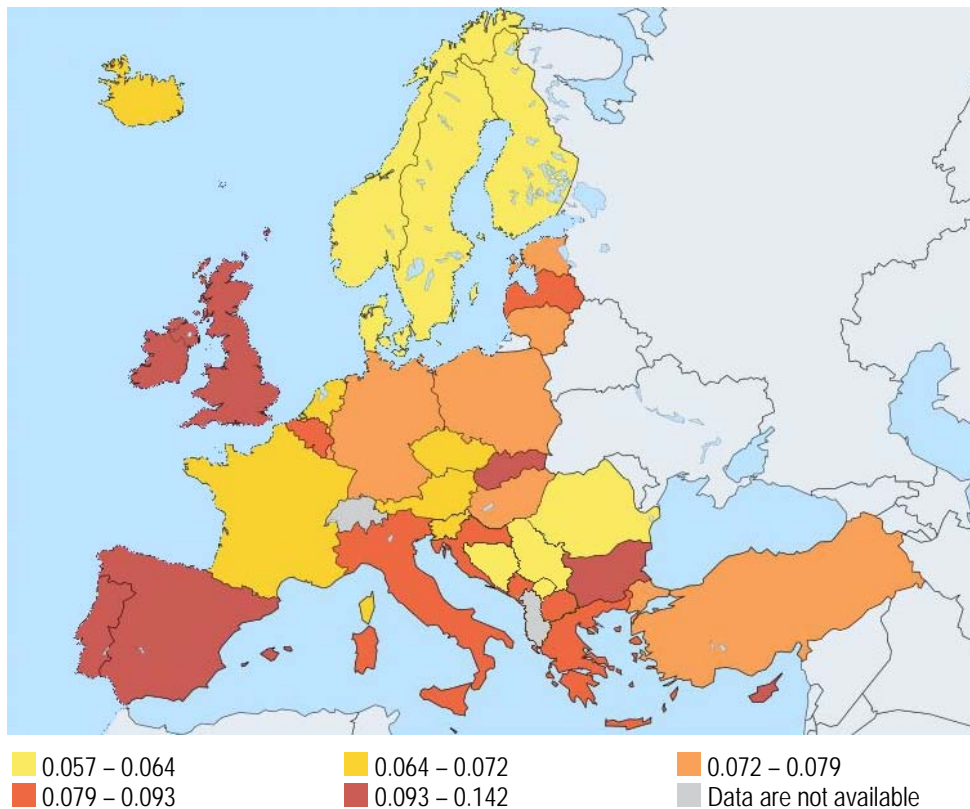 0.057 – 0.064
0.064 – 0.072
0.072 – 0.079
0.079 – 0.093
0.093 – 0.142
Data are not available